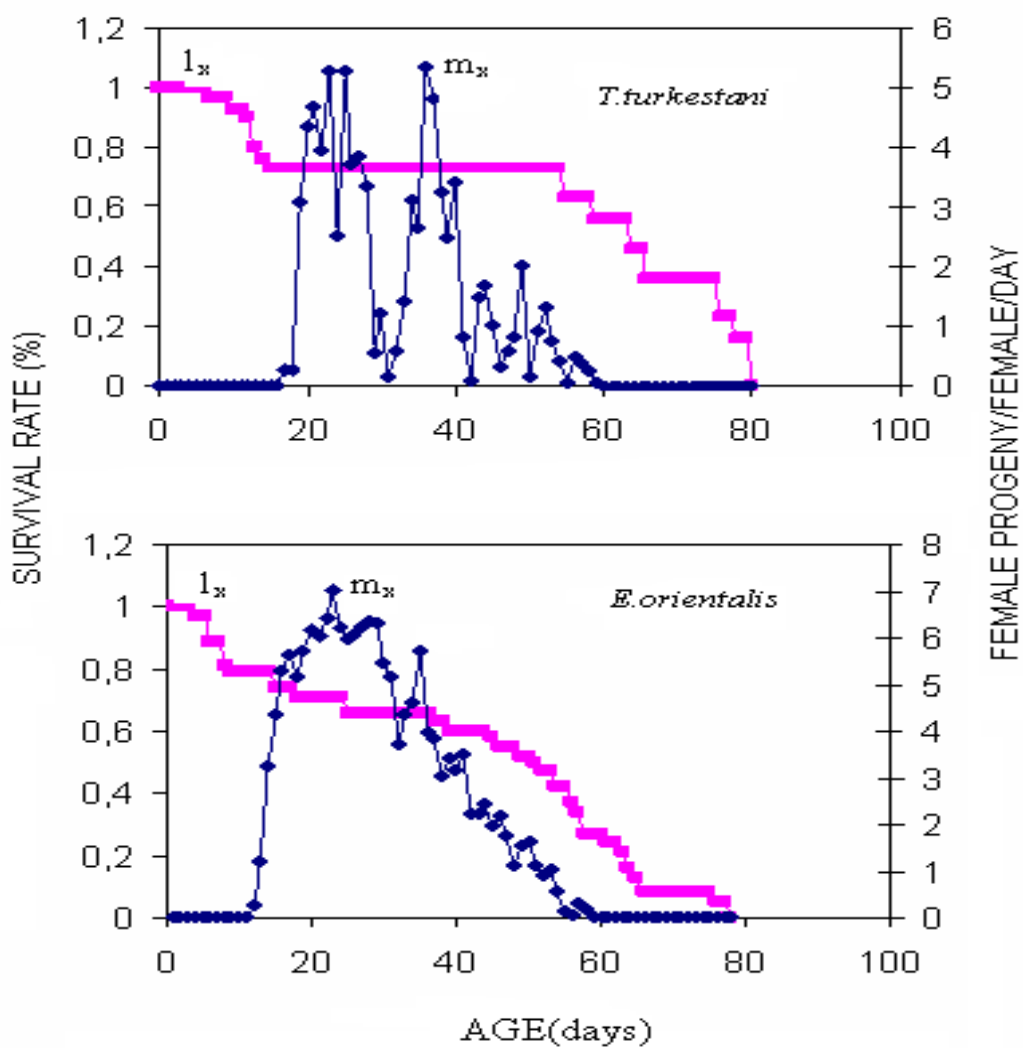 1,2
1
0,8
0,6
0,4
0,2
0
6
5
4
3
2
1
0
0 20 40 60 80 100
lx
mx
T.turkestani
SURVIVAL RATE (%)
FEMALE PROGENY/FEMALE/DAY
1,2
1
0,8
0,6
0,4
0,2
0
8
7
6
5
4
3
2
1
0
0 20 40 60 80 100
lx
mx
E.orientalis
AGE(days)